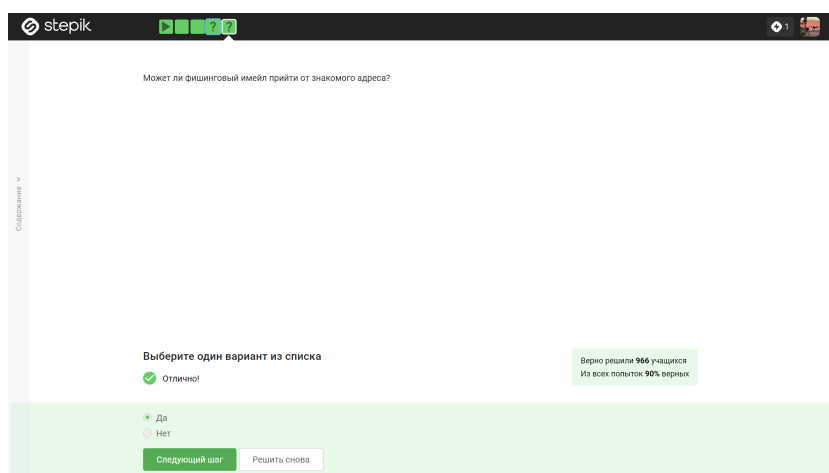 stepik
? ?
1
Может ли фишинговый имейл прийти от знакомого адреса?
Содержание
Выберите один вариант из списка
Отлично!
Верно решили 966 учащихся
Из всех попыток 90% верных
Да
Нет
Следующий шаг
Решить снова